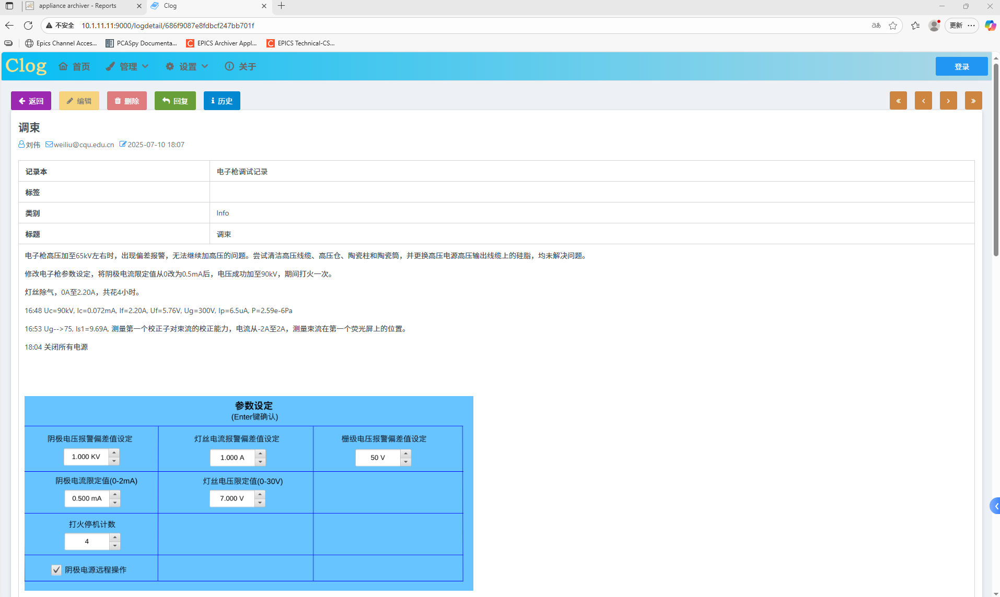 appliance archiver - Reports
Clog
不安全 10.1.11.11:9000/logdetail/686f9087e8fdbcf247bb701f
更新
Epics Channel Acces...
PCASpy Documenta...
EPICS Archiver Appl...
EPICS Technical-CS...
Clog 首页 管理 设置 关于 登录
返回 编辑 删除 回复 历史
调束
刘伟 weiliu@cqu.edu.cn 2025-07-10 18:07
记录本 电子枪调试记录
标签
类别 Info
标题 调束
电子枪高压加至65kV左右时，出现偏差报警，无法继续加高压的问题。尝试清洁高压线缆、高压仓、陶瓷柱和陶瓷筒，并更换高压电源高压输出线缆上的硅脂，均未解决问题。
修改电子枪参数设定，将阴极电流限定值从0改为0.5mA后，电压成功加至90kV，期间打火一次。
灯丝除气，0A至2.20A，共花4小时。
16:48 Uc=90kV, Ic=0.072mA, If=2.20A, Uf=5.76V, Ug=300V, Ip=6.5uA, P=2.59e-6Pa
16:53 Ug-->75, Is1=9.69A, 测量第一个校正子对束流的校正能力，电流从-2A至2A，测量束流在第一个荧光屏上的位置。
18:04 关闭所有电源
参数设定
(Enter键确认)
阴极电压报警偏差值设定 灯丝电流报警偏差值设定 栅级电压报警偏差值设定
1.000 KV 1.000 A 50 V
阴极电流限定值(0-2mA) 灯丝电压限定值(0-30V)
0.500 mA 7.000 V
打火停机计数
4
阴极电源远程操作